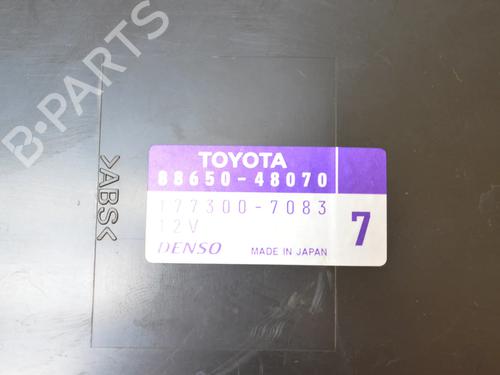 B-PARTS
>ABS<
TOYOTA
88650-48070
177300-7083
12V
7
DENSO
MADE IN JAPAN